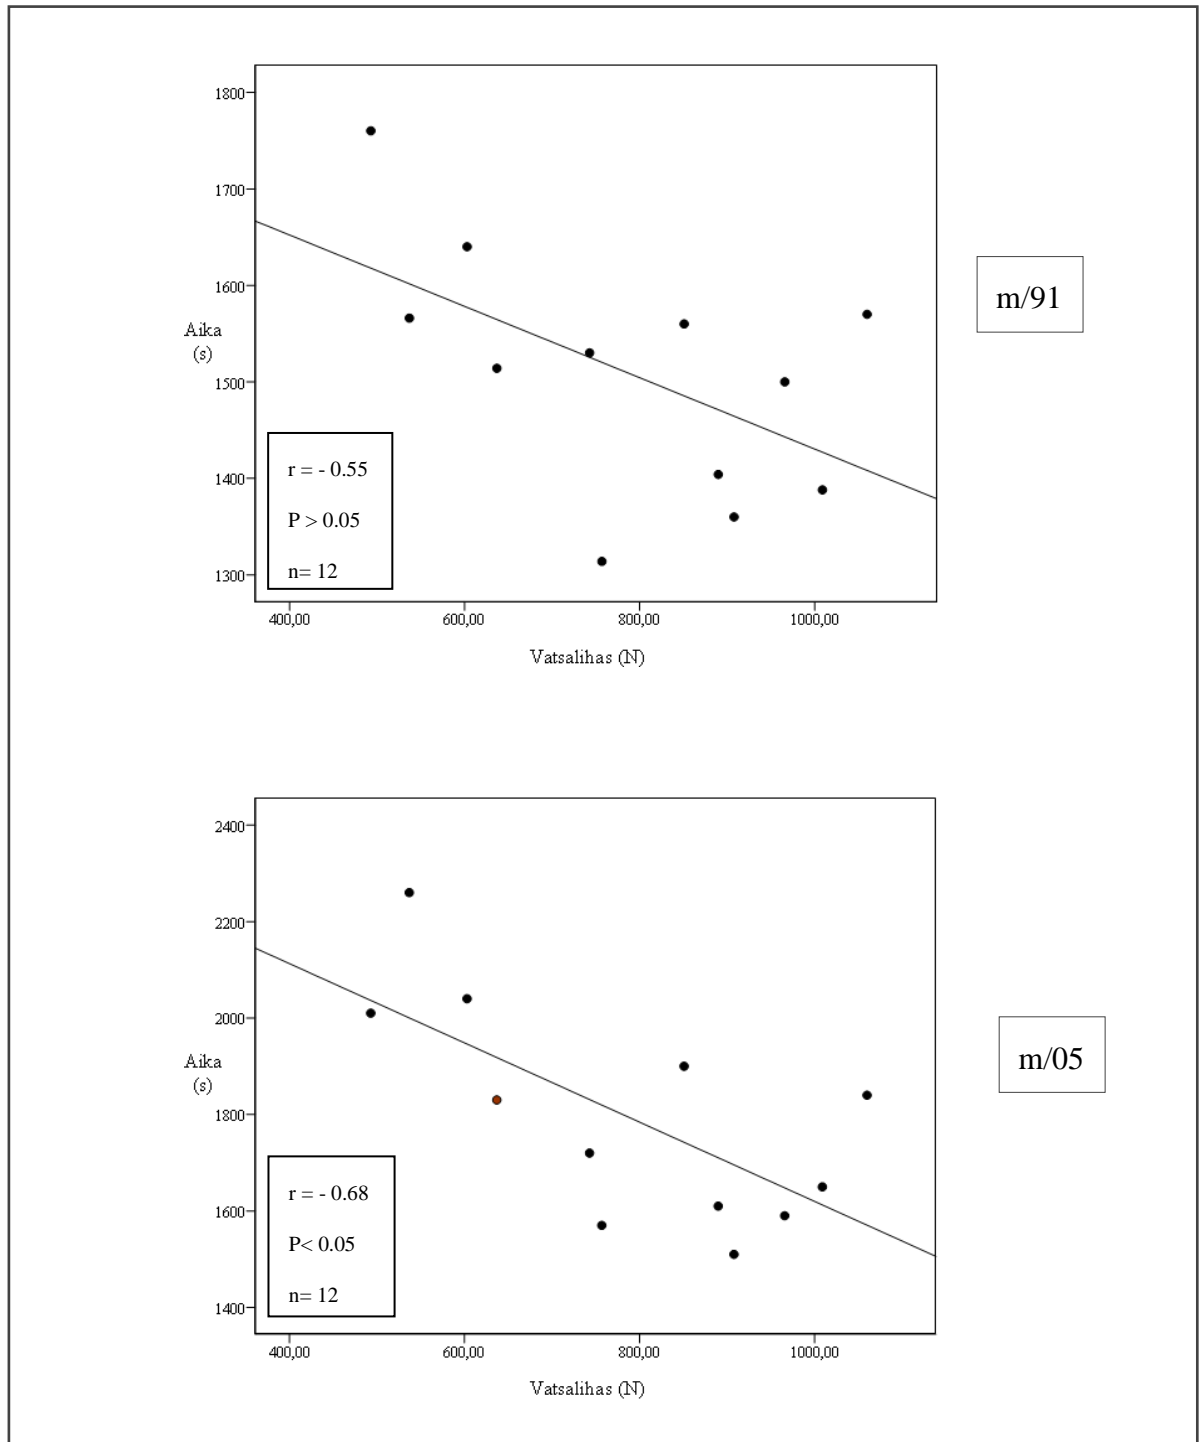 1800
1700
1600
1500
1400
1300
Aika
(s)
m/91
r = - 0.55
P > 0.05
n= 12
400,00 600,00 800,00 1000,00
Vatsalihas (N)
2400
2200
2000
1800
1600
1400
Aika
(s)
m/05
r = - 0.68
P< 0.05
n= 12
400,00 600,00 800,00 1000,00
Vatsalihas (N)